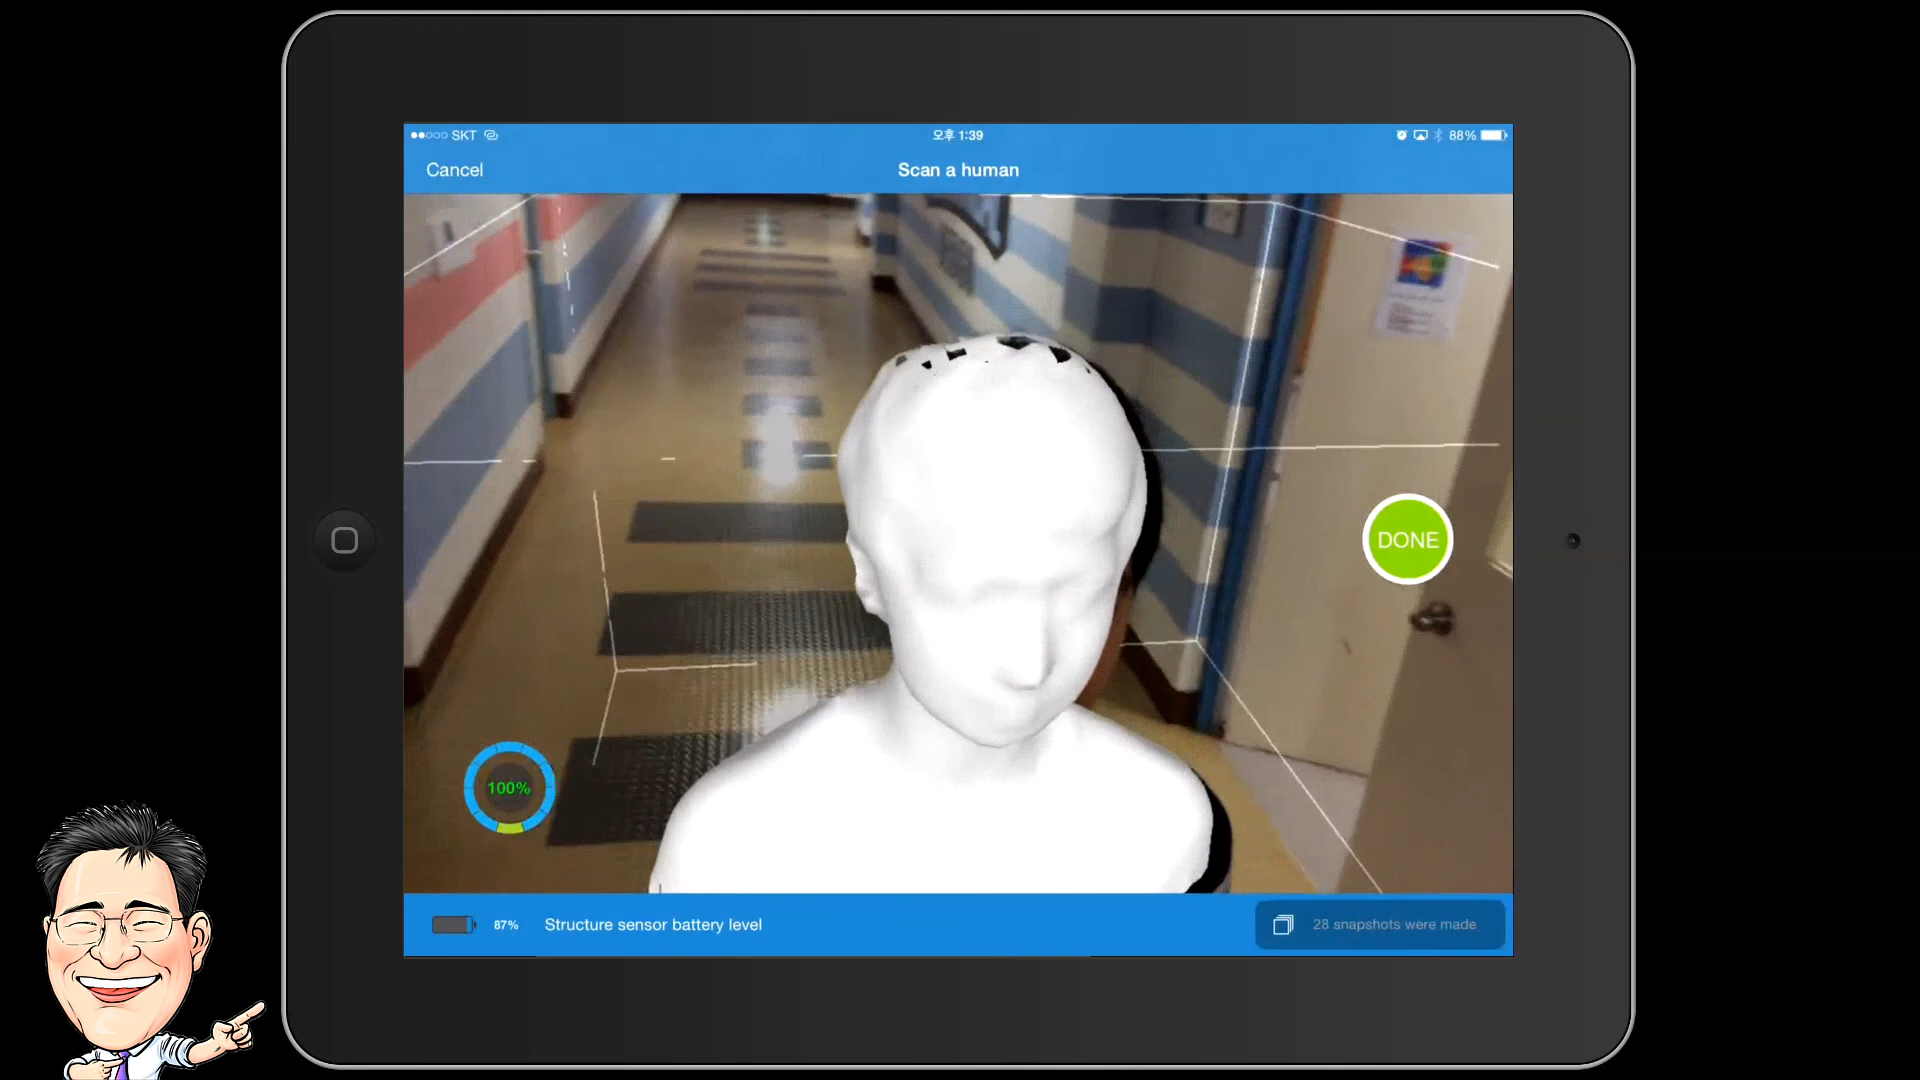 SKT
오후 1:39
88%
Cancel
Scan a human
DONE
100%
87%
Structure sensor battery level
28 snapshots were made